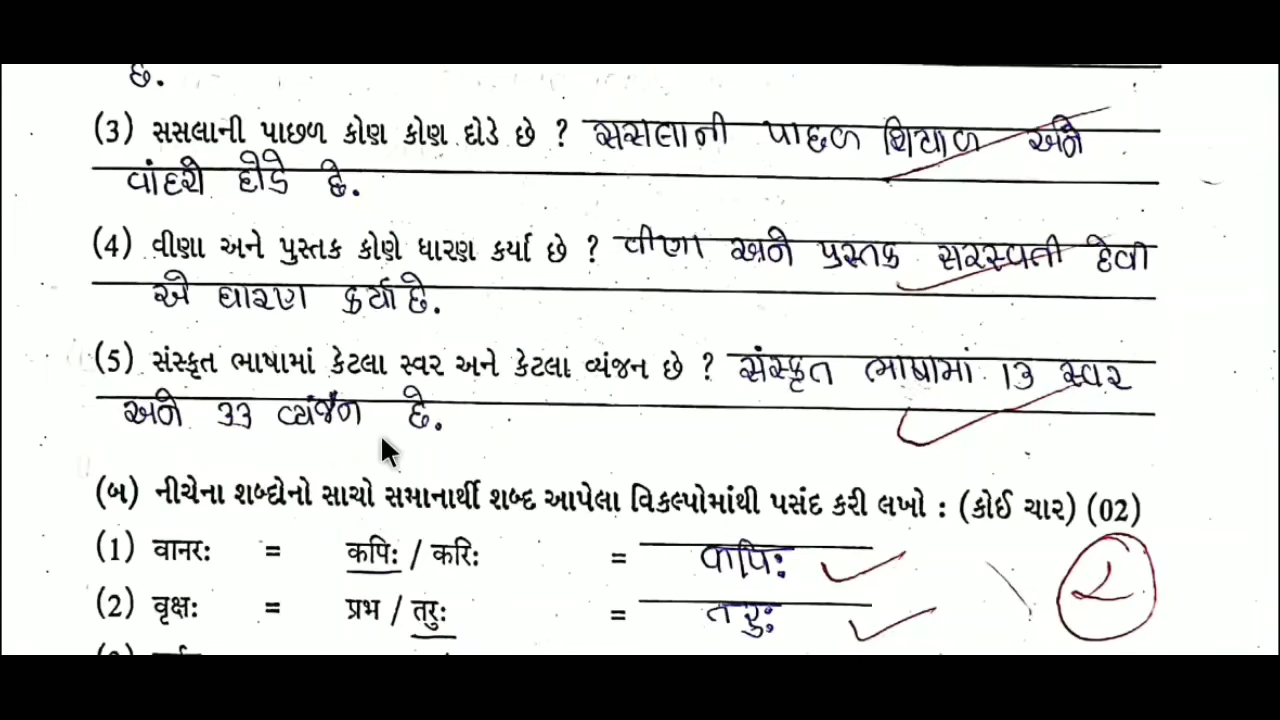 છે.
(3) સસલાની પાછળ કોણ કોણ દોડે છે ? સસલાની પાછળ શિયાળ અને
વાંદરો દોડે છે.
(4) વીણા અને પુસ્તક કોણે ધારણ કર્યા છે ? વીણા અને પુસ્તક સરસ્વતી દેવી
એ ધારણ કર્યા છે.
(5) સંસ્કૃત ભાષામાં કેટલા સ્વર અને કેટલા વ્યંજન છે ? સંસ્કૃત ભાષામાં 13 સ્વર
અને 33 વ્યંજન છે.
(બ) નીચેના શબ્દોનો સાચો સમાનાર્થી શબ્દ આપેલા વિકલ્પોમાંથી પસંદ કરી લખો : (કોઈ ચાર) (02)
(1) वानरः = कपिः / करिः = कपिः
(2) वृक्षः = प्रभ / तरुः = तरुः
2